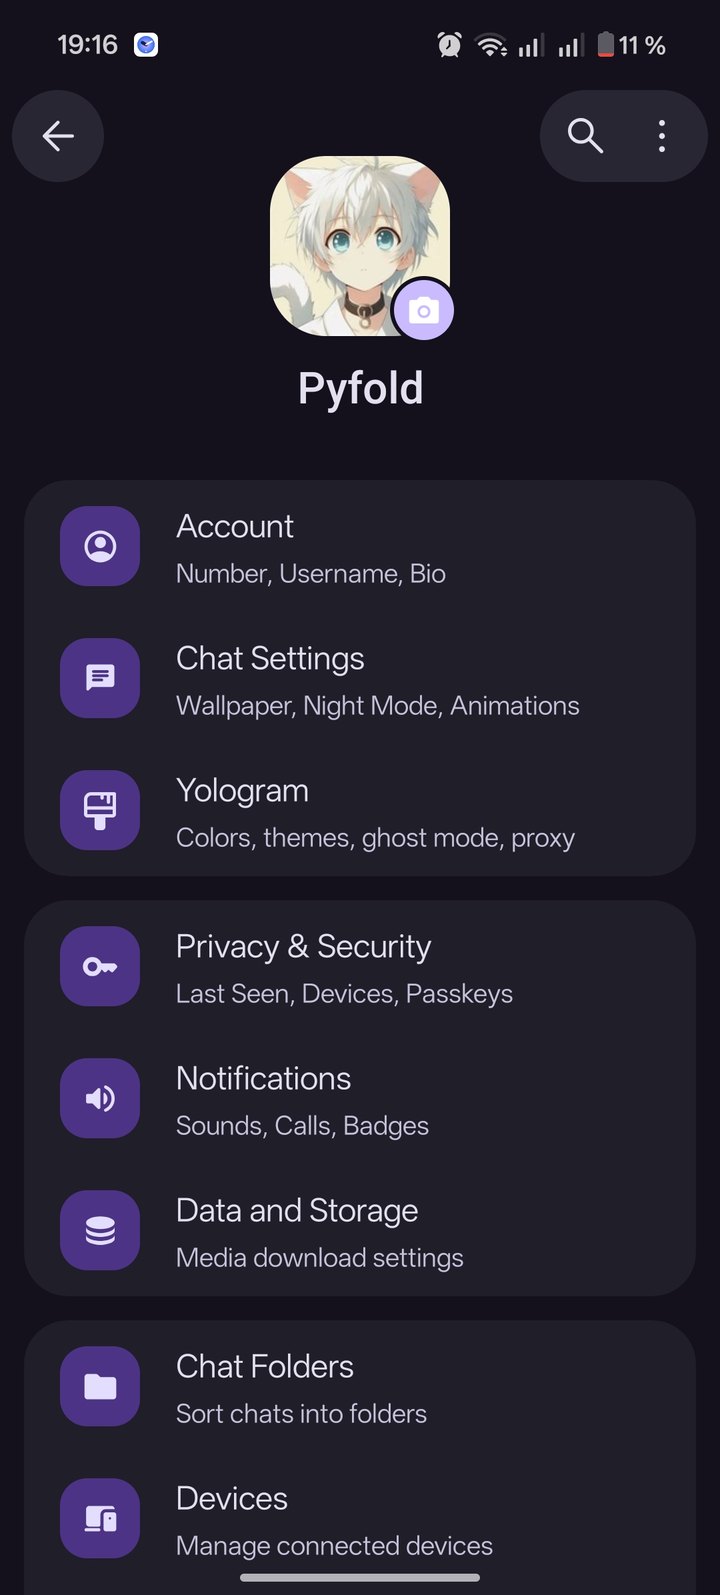 19:16
11 %
Pyfold
Account
Number, Username, Bio
Chat Settings
Wallpaper, Night Mode, Animations
Yologram
Colors, themes, ghost mode, proxy
Privacy & Security
Last Seen, Devices, Passkeys
Notifications
Sounds, Calls, Badges
Data and Storage
Media download settings
Chat Folders
Sort chats into folders
Devices
Manage connected devices